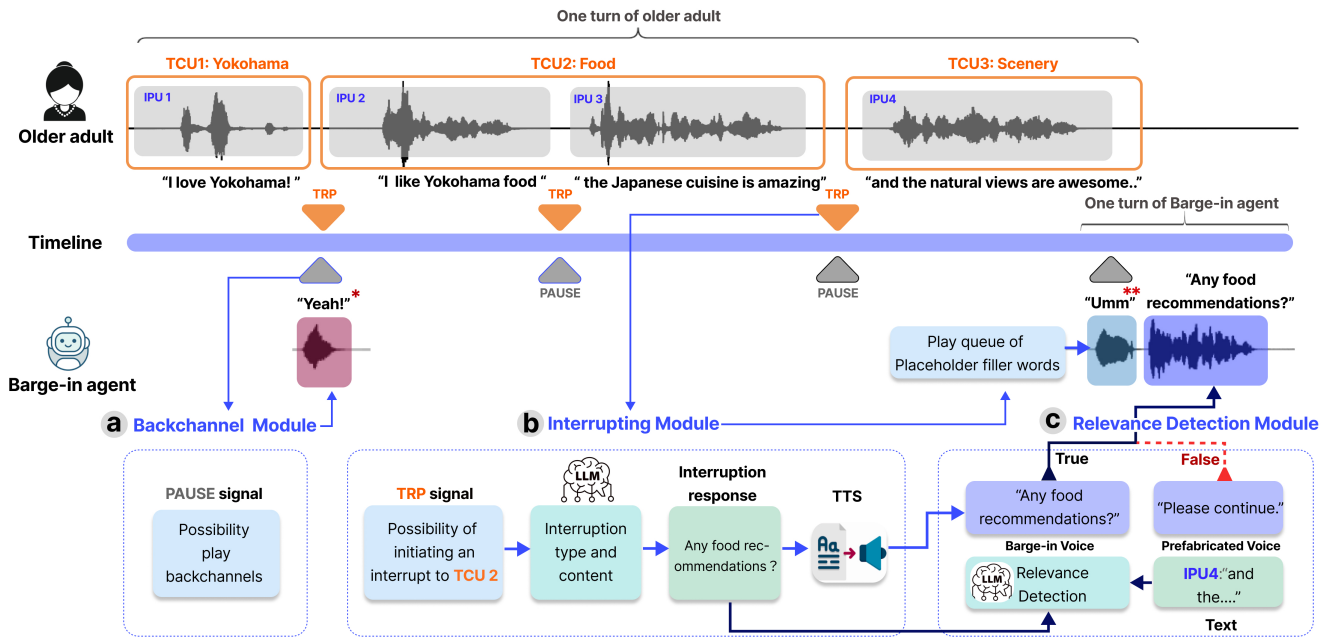 One turn of older adult
TCU1: Yokohama
TCU2: Food
TCU3: Scenery
IPU 1
IPU 2
IPU 3
IPU4
Older adult
“I love Yokohama! ”
“I like Yokohama food “
“ the Japanese cuisine is amazing”
“and the natural views are awesome..”
TRP
TRP
TRP
One turn of Barge-in agent
Timeline
PAUSE
PAUSE
“Yeah!” *
“Umm” **
“Any food
recommendations?”
Barge-in agent
Play queue of
Placeholder filler words
a Backchannel Module
b Interrupting Module
c Relevance Detection Module
PAUSE signal
Possibility
play
backchannels
TRP signal
Possibility of
initiating an
interrupt to TCU 2
LLM
Interruption
type and
content
Interruption
response
Any food rec-
ommendations ?
TTS
Aa
True
False
“Any food
recommendations?”
“Please continue.”
Barge-in Voice
Prefabricated Voice
LLM
Relevance
Detection
IPU4:“and
the....”
Text